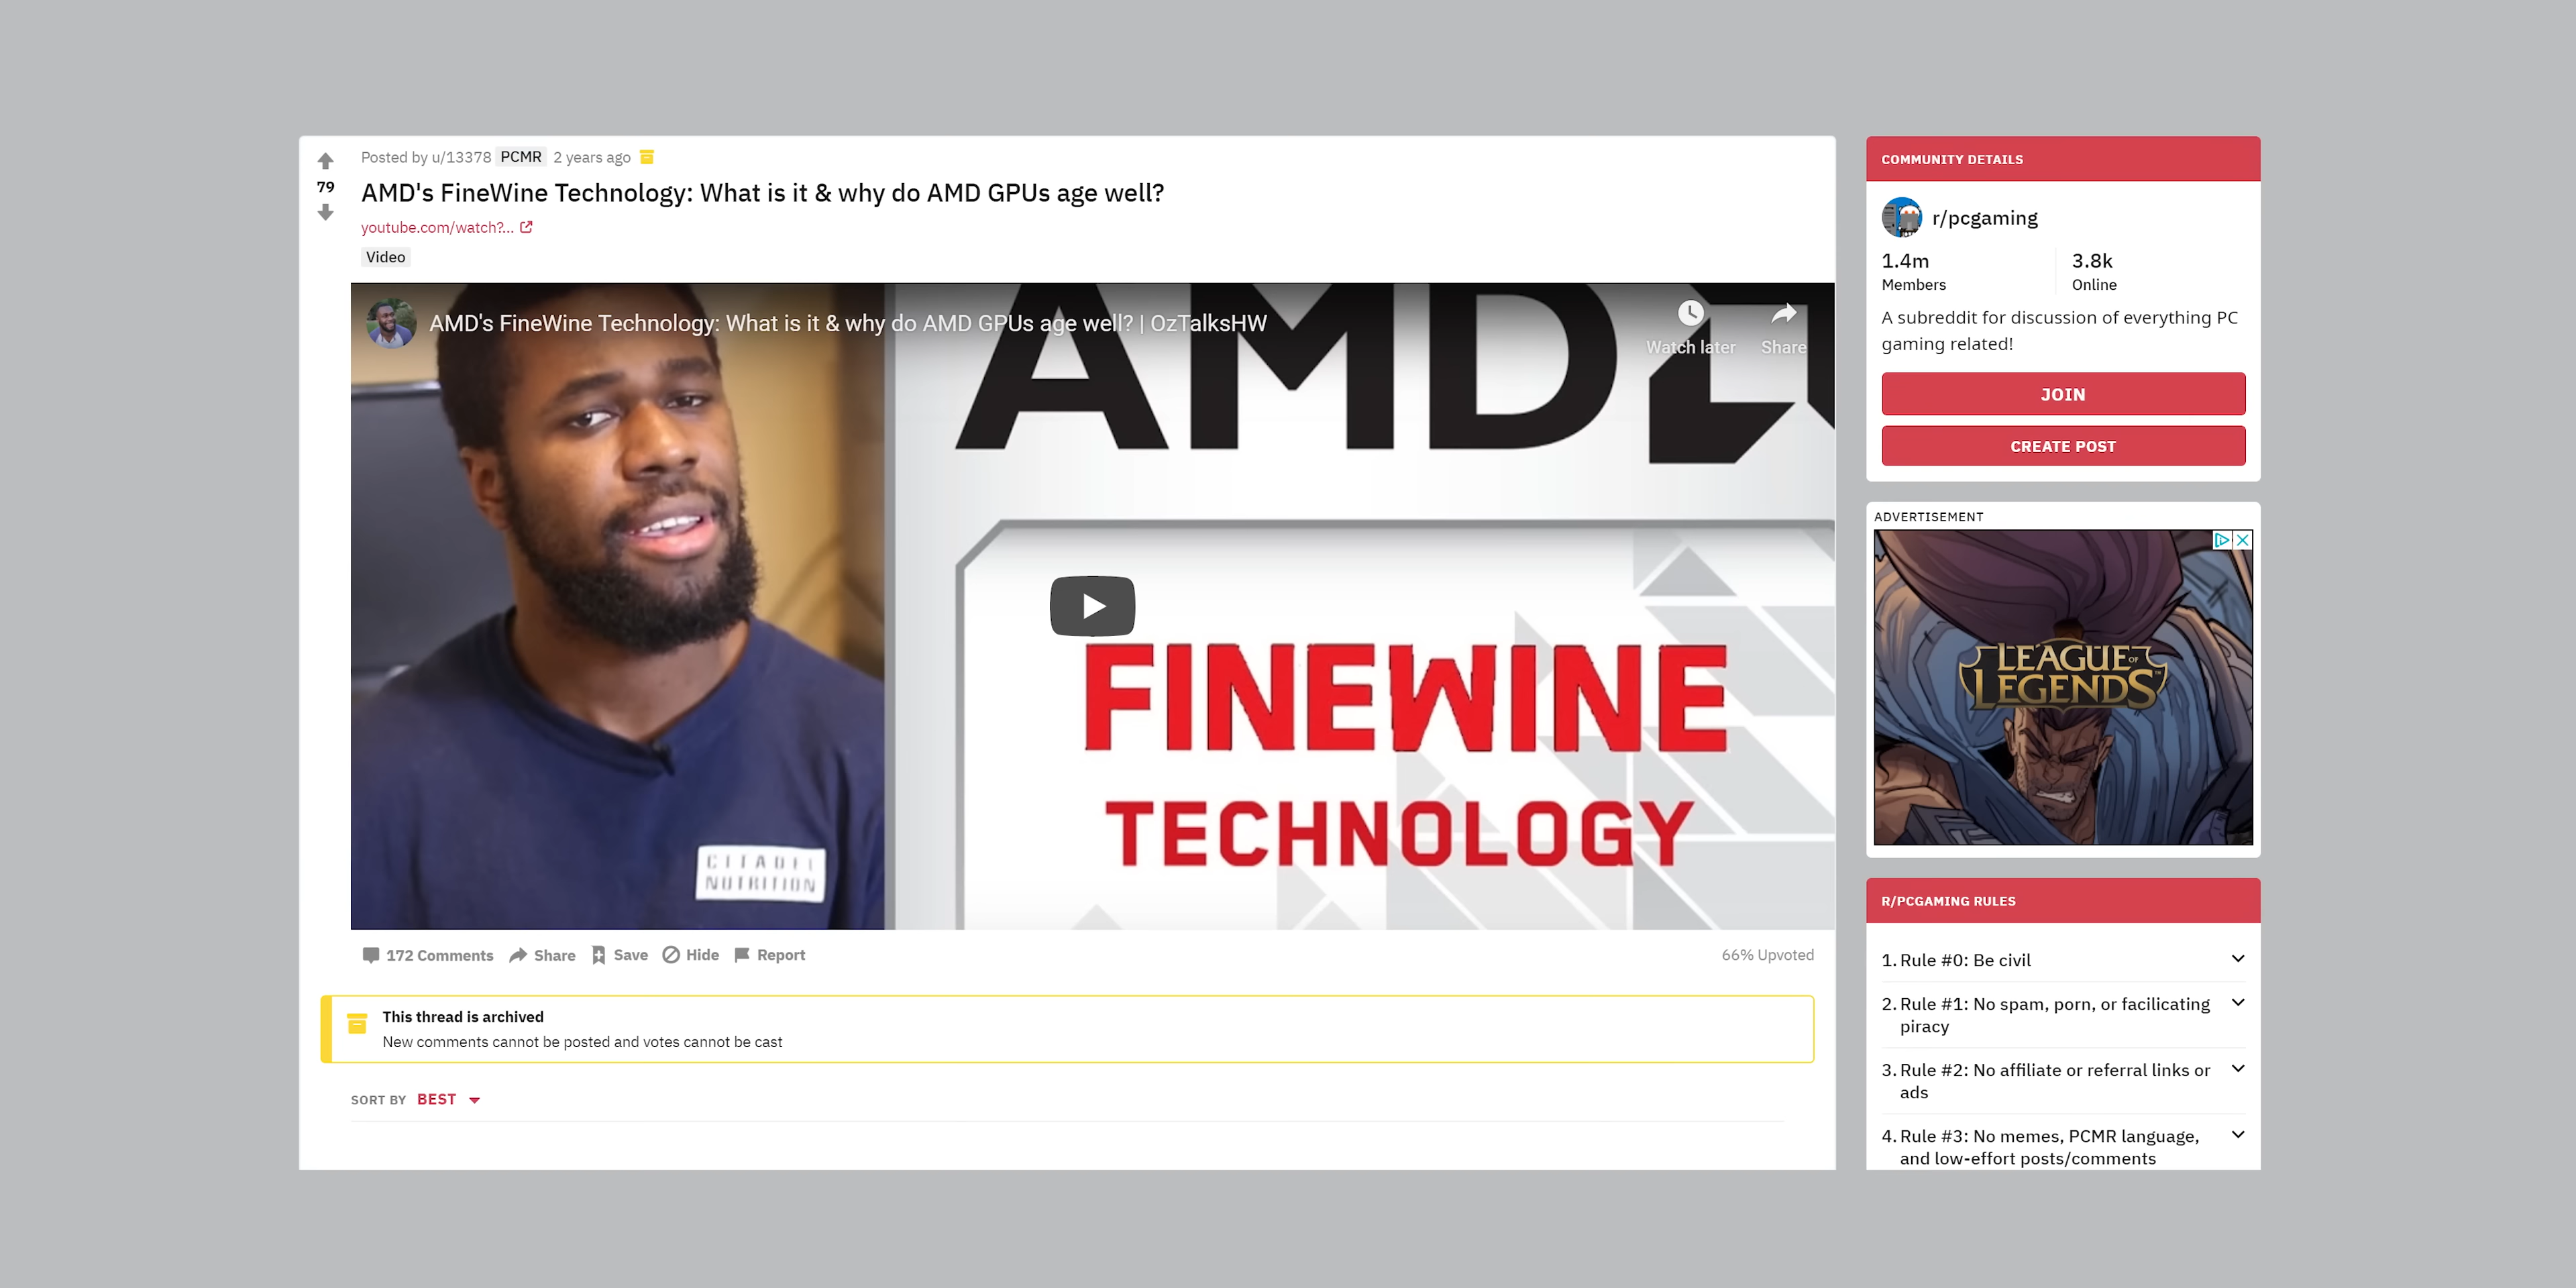 Posted by u/13378 PCMR 2 years ago
79
AMD's FineWine Technology: What is it & why do AMD GPUs age well?
youtube.com/watch?...
Video
AMD's FineWine Technology: What is it & why do AMD GPUs age well? | OzTalksHW
Watch later
Share
AMD
FINEWINE
TECHNOLOGY
CITADEL
NUTRITION
172 Comments Share Save Hide Report
66% Upvoted
This thread is archived
New comments cannot be posted and votes cannot be cast
SORT BY BEST
COMMUNITY DETAILS
r/pcgaming
1.4m
Members
3.8k
Online
A subreddit for discussion of everything PC
gaming related!
JOIN
CREATE POST
ADVERTISEMENT
LEAGUE OF
LEGENDS™
R/PCGAMING RULES
1. Rule #0: Be civil
2. Rule #1: No spam, porn, or facilicating
piracy
3. Rule #2: No affiliate or referral links or
ads
4. Rule #3: No memes, PCMR language,
and low-effort posts/comments